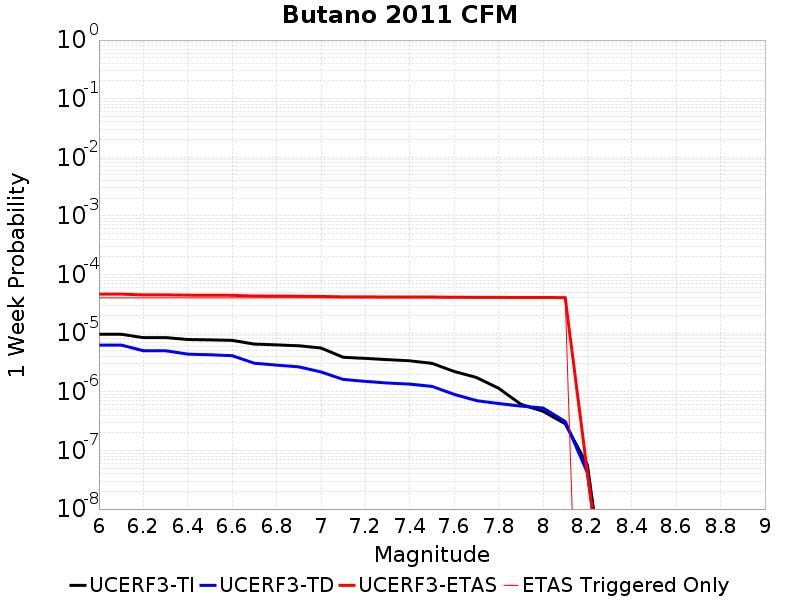 Butano 2011 CFM
1 Week Probability
10^0
10^-1
10^-2
10^-3
10^-4
10^-5
10^-6
10^-7
10^-8
6 6.2 6.4 6.6 6.8 7 7.2 7.4 7.6 7.8 8 8.2 8.4 8.6 8.8 9
Magnitude
UCERF3-TI UCERF3-TD UCERF3-ETAS ETAS Triggered Only